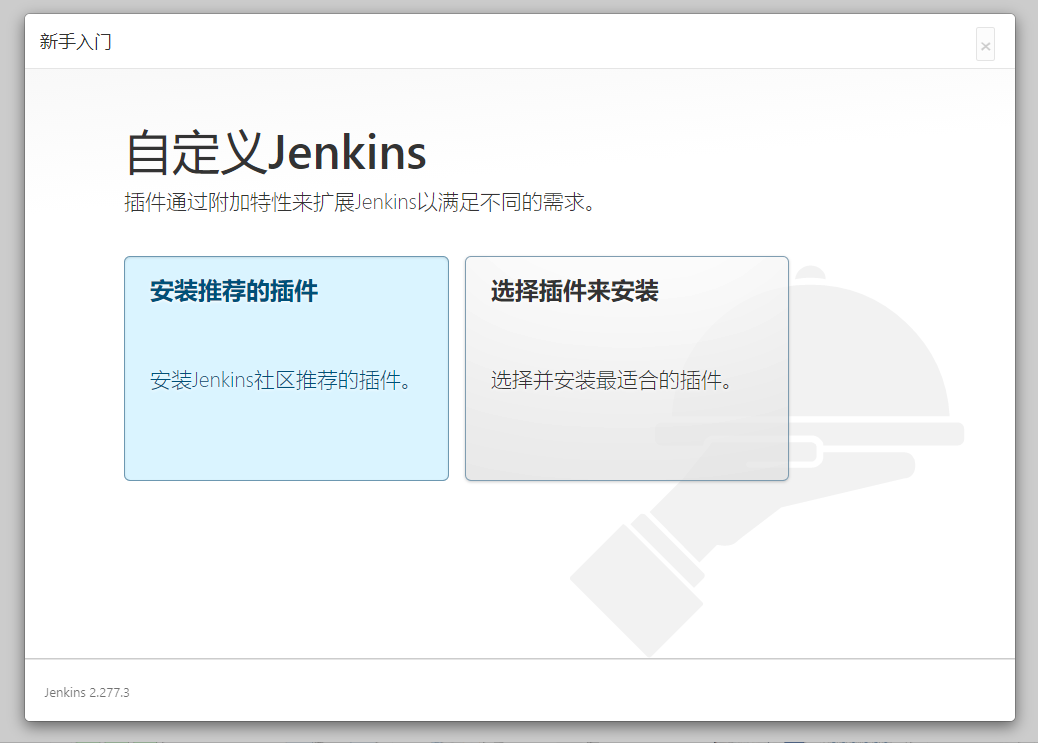 新手入门
×
自定义Jenkins
插件通过附加特性来扩展Jenkins以满足不同的需求。
安装推荐的插件
安装Jenkins社区推荐的插件。
选择插件来安装
选择并安装最适合的插件。
Jenkins 2.277.3